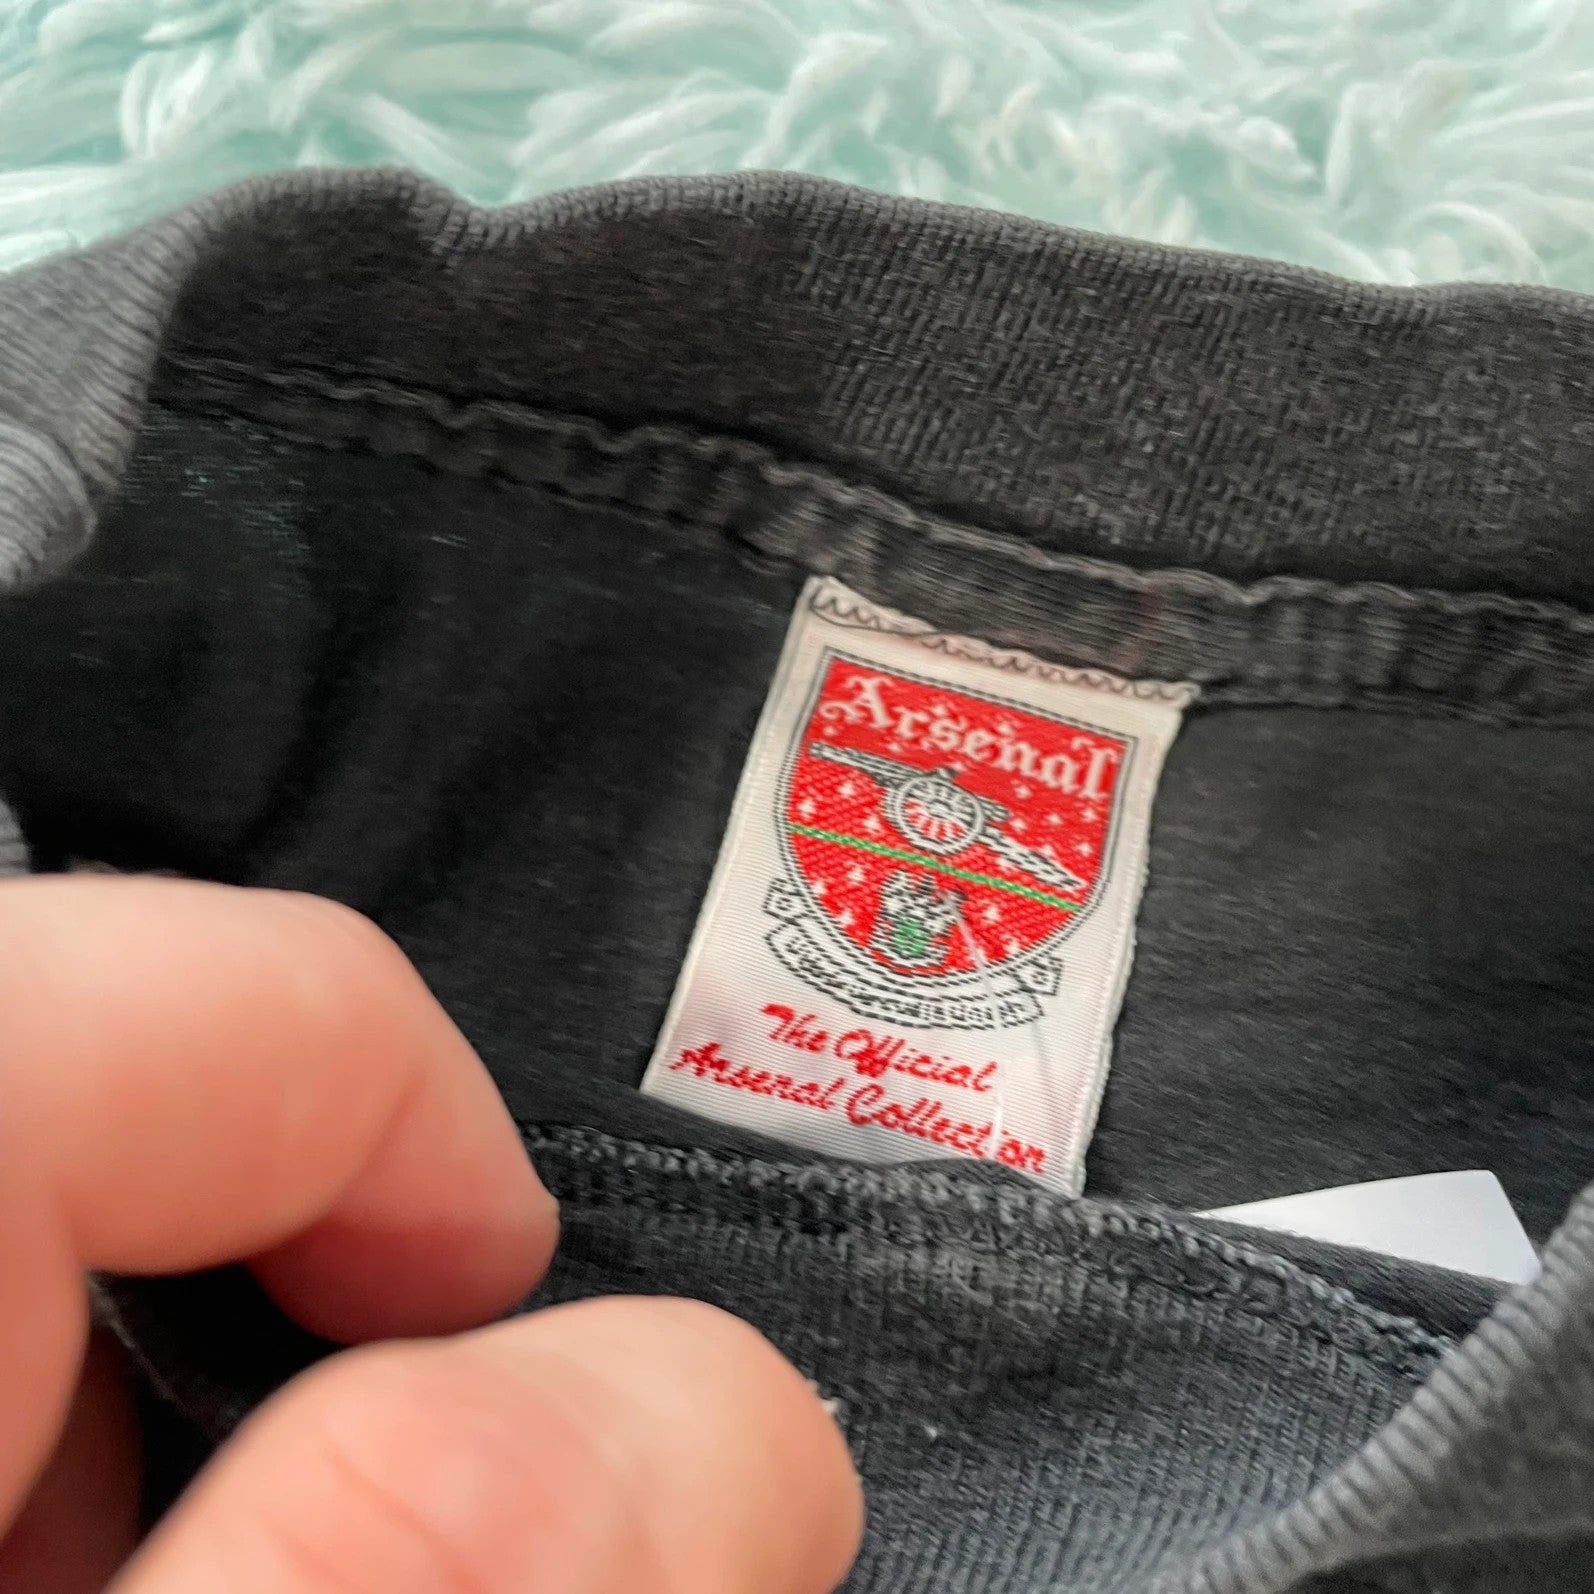 Arsenal
The Official
Arsenal Collection